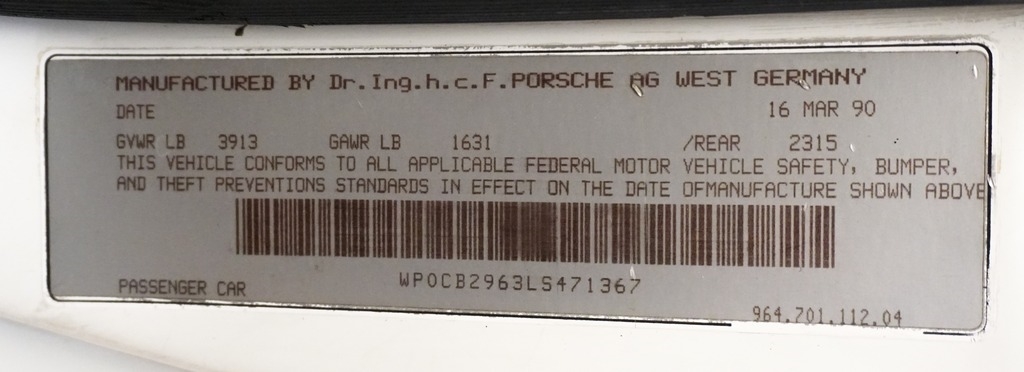 MANUFACTURED BY Dr.Ing.h.c.F.PORSCHE AG WEST GERMANY
DATE 16 MAR 90
GVWR LB 3913 GAWR LB 1631 /REAR 2315
THIS VEHICLE CONFORMS TO ALL APPLICABLE FEDERAL MOTOR VEHICLE SAFETY, BUMPER,
AND THEFT PREVENTIONS STANDARDS IN EFFECT ON THE DATE OFMANUFACTURE SHOWN ABOVE
WP0CB2963LS471367
PASSENGER CAR
964.701.112.04